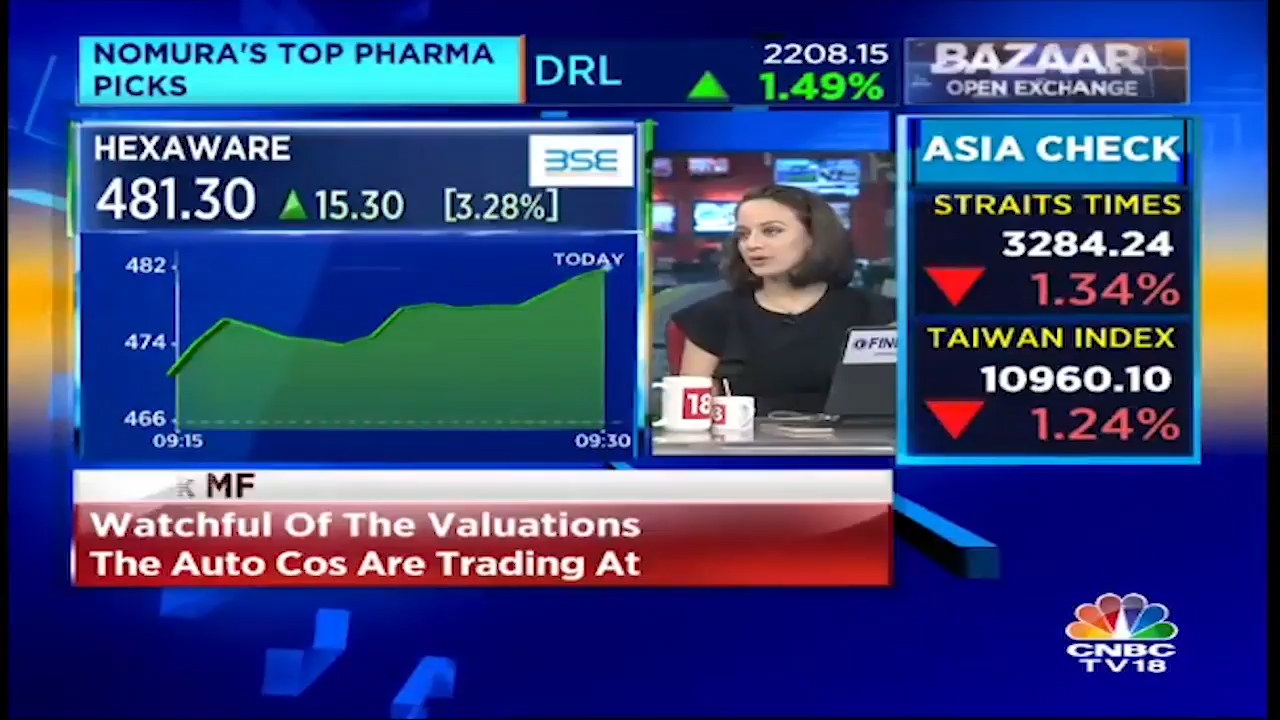 NOMURA'S TOP PHARMA
PICKS
DRL
2208.15
1.49%
BAZAAR
OPEN EXCHANGE
HEXAWARE
BSE
481.30
15.30
[3.28%]
TODAY
482
474
466
09:15
09:30
@FIN
18
ASIA CHECK
STRAITS TIMES
3284.24
1.34%
TAIWAN INDEX
10960.10
1.24%
MF
Watchful Of The Valuations
The Auto Cos Are Trading At
CNBC
TV18